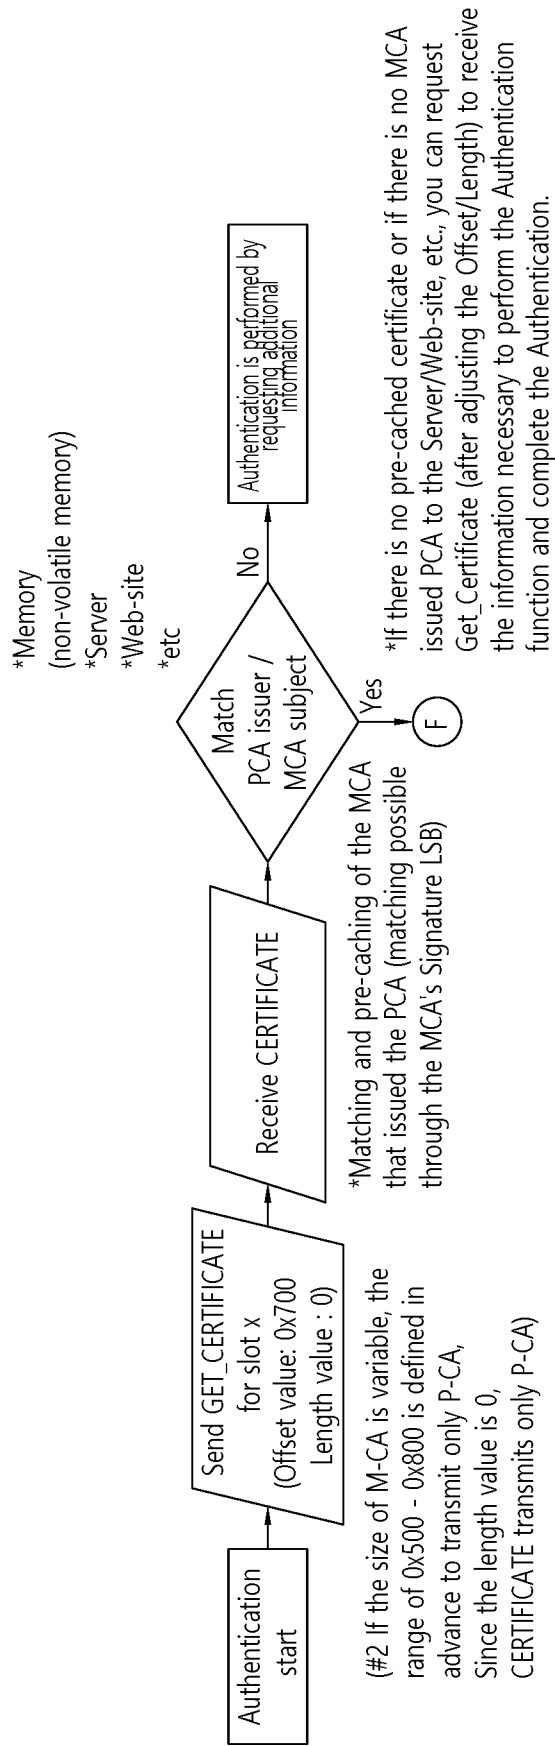 Authentication
start
Send GET_CERTIFICATE
for slot x
(Offset value: 0x700
Length value : 0)
(#2 If the size of M-CA is variable, the
range of 0x500 - 0x800 is defined in
advance to transmit only P-CA,
Since the length value is 0,
CERTIFICATE transmits only P-CA)
Receive CERTIFICATE
*Matching and pre-caching of the MCA
that issued the PCA (matching possible
through the MCA's Signature LSB)
Match
PCA issuer /
MCA subject
Yes
F
No
*Memory
(non-volatile memory)
*Server
*Web-site
*etc
Authentication is performed by
requesting additional
information
*If there is no pre-cached certificate or if there is no MCA
issued PCA to the Server/Web-site, etc., you can request
Get_Certificate (after adjusting the Offset/Length) to receive
the information necessary to perform the Authentication
function and complete the Authentication.